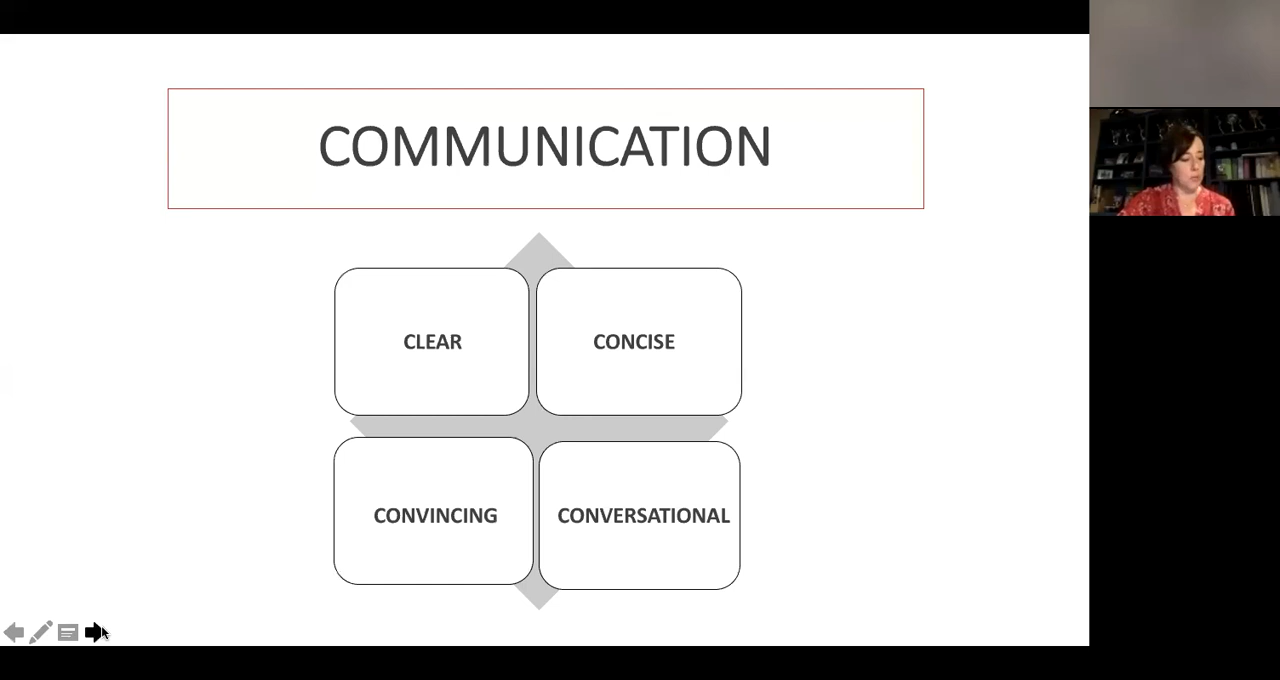 COMMUNICATION
CLEAR
CONCISE
CONVINCING
CONVERSATIONAL